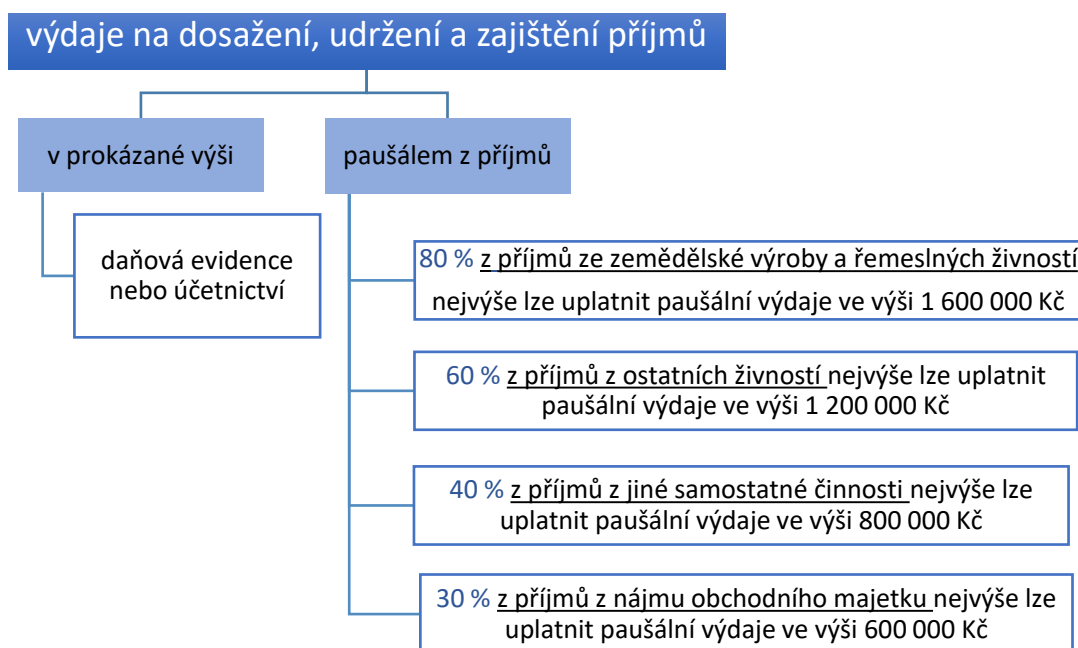 výdaje na dosažení, udržení a zajištění příjmů
v prokázané výši
paušálem z příjmů
daňová evidence
nebo účetnictví
80 % z příjmů ze zemědělské výroby a řemeslných živností
nejvýše lze uplatnit paušální výdaje ve výši 1 600 000 Kč
60 % z příjmů z ostatních živností nejvýše lze uplatnit
paušální výdaje ve výši 1 200 000 Kč
40 % z příjmů z jiné samostatné činnosti nejvýše lze
uplatnit paušální výdaje ve výši 800 000 Kč
30 % z příjmů z nájmu obchodního majetku nejvýše lze
uplatnit paušální výdaje ve výši 600 000 Kč